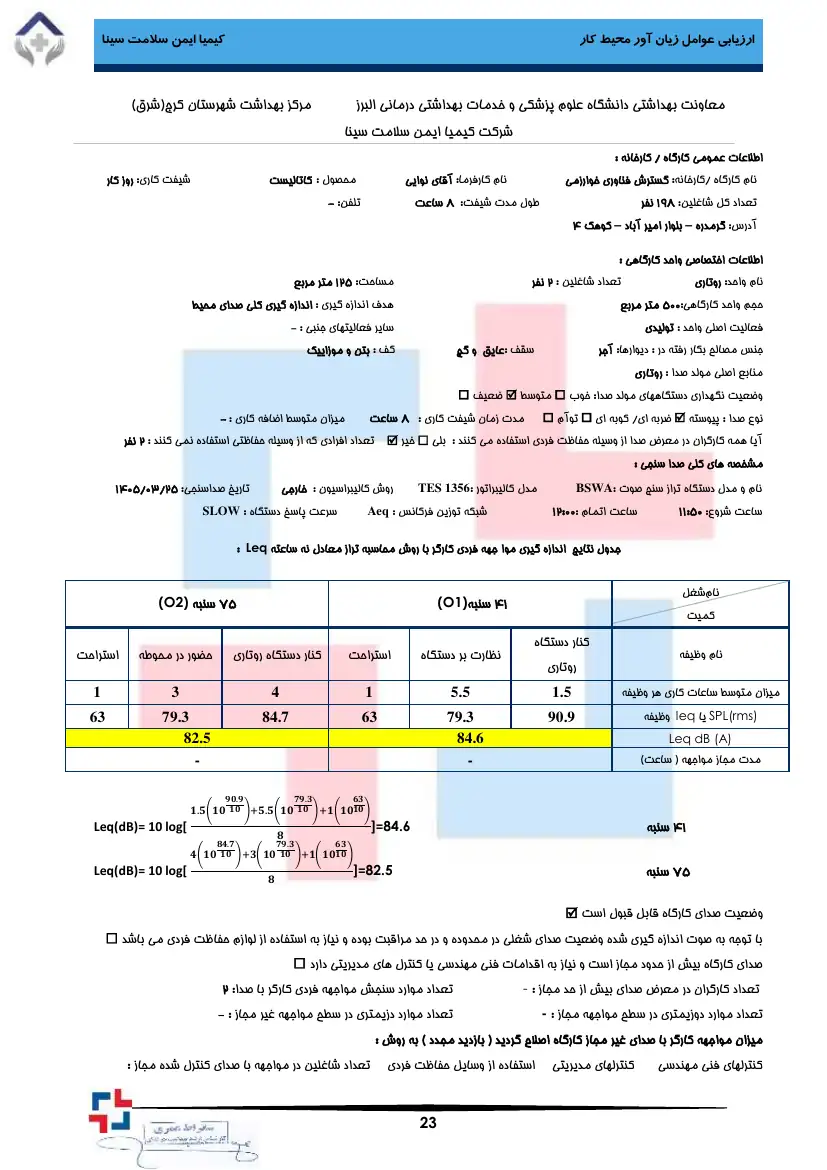 ارزیابی عوامل زیان آور محیط کار کیمیا ایمن سلامت سینا
معاونت بهداشتی دانشگاه علوم پزشکی و خدمات بهداشتی درمانی البرز مرکز بهداشت شهرستان کرج(شرق)
شرکت کیمیا ایمن سلامت سینا
اطلاعات عمومی کارگاه / کارخانه :
نام کارگاه /کارخانه: گسترش فناوری خوارزمی نام کارفرما: آقای نوایی محصول : کاتالیست شیفت کاری: روز کار
تعداد کل شاغلین: ۱۹۸ نفر طول مدت شیفت: ۸ ساعت تلفن: –
آدرس: گرمدره – بلوار امیر آباد – کوهک ۴
اطلاعات اختصاصی واحد کارگاهی :
نام واحد: روتاری تعداد شاغلین : ۲ نفر مساحت: ۱۲۵ متر مربع
حجم واحد کارگاهی:۵۰۰ متر مربع هدف اندازه گیری : اندازه گیری کلی صدای محیط
فعالیت اصلی واحد : تولیدی سایر فعالیتهای جنبی : –
جنس مصالح بکار رفته در : دیوارها: آجر سقف :عایق و گچ کف : بتن و موزاییک
منابع اصلی مولد صدا : روتاری
وضعیت نگهداری دستگاههای مولد صدا: خوب ☐ متوسط ☑ ضعیف ☐
نوع صدا : پیوسته ☑ ضربه ای/ کوبه ای ☐ توأم ☐ مدت زمان شیفت کاری : ۸ ساعت میزان متوسط اضافه کاری : –
آیا همه کارگران در معرض صدا از وسیله حفاظت فردی استفاده می کنند : بلی ☐ خیر ☑ تعداد افرادی که از وسیله حفاظتی استفاده نمی کنند : ۲ نفر
مشخصه های کلی صدا سنجی :
نام و مدل دستگاه تراز سنج صوت :BSWA مدل کالیبراتور :TES 1356 روش کالیبراسیون : خارجی تاریخ صداسنجی: ۱۴۰۵/۰۳/۲۵
ساعت شروع: ۱۱:۵۰ ساعت اتمام :۱۲:۰۰ شبکه توزین فرکانس : Aeq سرعت پاسخ دستگاه : SLOW
جدول نتایج اندازه گیری موا جهه فردی کارگر با روش محاسبه تراز معادل نه ساعته Leq :
نام‌شغل
کمیت
۴۱ سنبه(O1) ۷۵ سنبه (O2)
نام وظیفه کنار دستگاه روتاری نظارت بر دستگاه استراحت کنار دستگاه روتاری حضور در محوطه استراحت
میزان متوسط ساعات کاری هر وظیفه 1.5 5.5 1 4 3 1
SPL(rms) یا leq وظیفه 90.9 79.3 63 84.7 79.3 63
Leq dB (A) 84.6 82.5
مدت مجاز مواجهه ( ساعت) - -
۴۱ سنبه Leq(dB)= 10 log[ (1.5(10^(90.9/10))+5.5(10^(79.3/10))+1(10^(63/10)))/8 ]=84.6
۷۵ سنبه Leq(dB)= 10 log[ (4(10^(84.7/10))+3(10^(79.3/10))+1(10^(63/10)))/8 ]=82.5
وضعیت صدای کارگاه قابل قبول است ☑
با توجه به صوت اندازه گیری شده وضعیت صدای شغلی در محدوده و در حد مراقبت بوده و نیاز به استفاده از لوازم حفاظت فردی می باشد ☐
صدای کارگاه بیش از حدود مجاز است و نیاز به اقدامات فنی مهندسی یا کنترل های مدیریتی دارد ☐
تعداد کارگران در معرض صدای بیش از حد مجاز : - تعداد موارد سنجش مواجهه فردی کارگر با صدا: ۲
تعداد موارد دوزیمتری در سطح مواجهه مجاز : - تعداد موارد دزیمتری در سطح مواجهه غیر مجاز : –
میزان مواجهه کارگر با صدای غیر مجاز کارگاه اصلاح گردید ( بازدید مجدد ) به روش :
کنترلهای فنی مهندسی کنترلهای مدیریتی استفاده از وسایل حفاظت فردی تعداد شاغلین در مواجهه با صدای کنترل شده مجاز :
23